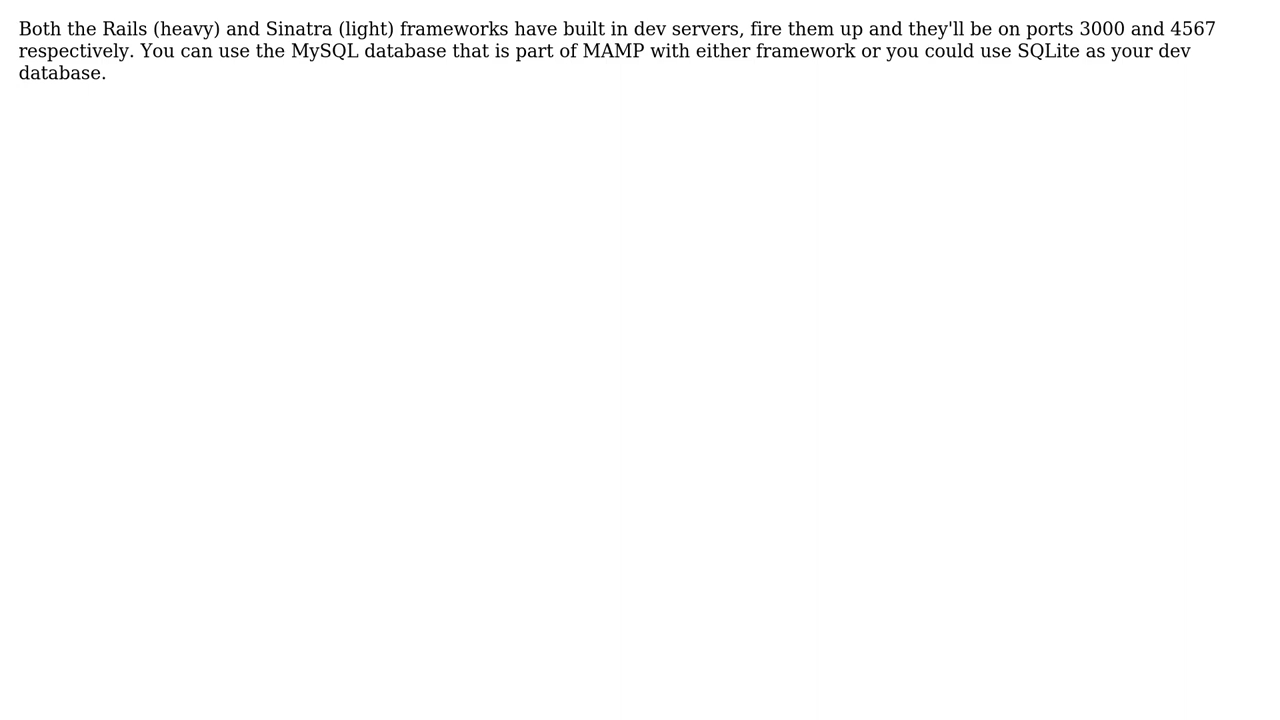 Both the Rails (heavy) and Sinatra (light) frameworks have built in dev servers, fire them up and they'll be on ports 3000 and 4567
respectively. You can use the MySQL database that is part of MAMP with either framework or you could use SQLite as your dev
database.